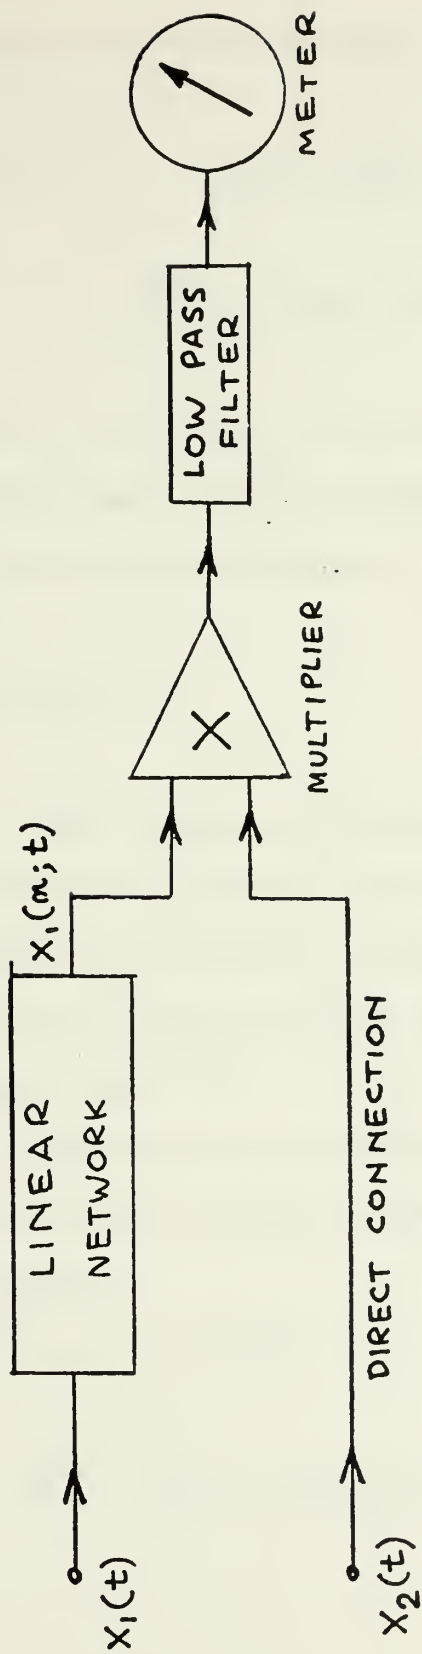 X₁(t)
LINEAR
NETWORK
X₁(n;t)
X₂(t)
DIRECT CONNECTION
X
MULTIPLIER
LOW PASS
FILTER
METER